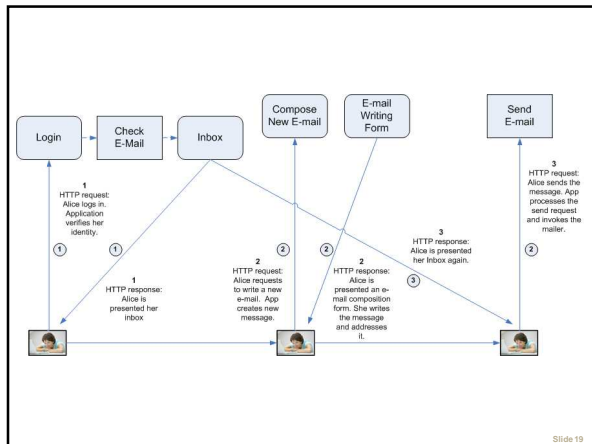 Login
Check
E-Mail
Inbox
Compose
New E-mail
E-mail
Writing
Form
Send
E-mail
1
HTTP request:
Alice logs in.
Application
verifies her
identity.
1
1
1
HTTP response:
Alice is
presented her
inbox
2
HTTP request:
Alice requests
to write a new
e-mail. App
creates new
message.
2
2
2
HTTP response:
Alice is
presented an e-
mail composition
form. She writes
the message
and addresses
it.
3
HTTP response:
Alice is presented
her Inbox again.
3
3
HTTP request:
Alice sends the
message. App
processes the
send request
and invokes the
mailer.
2
Slide 19